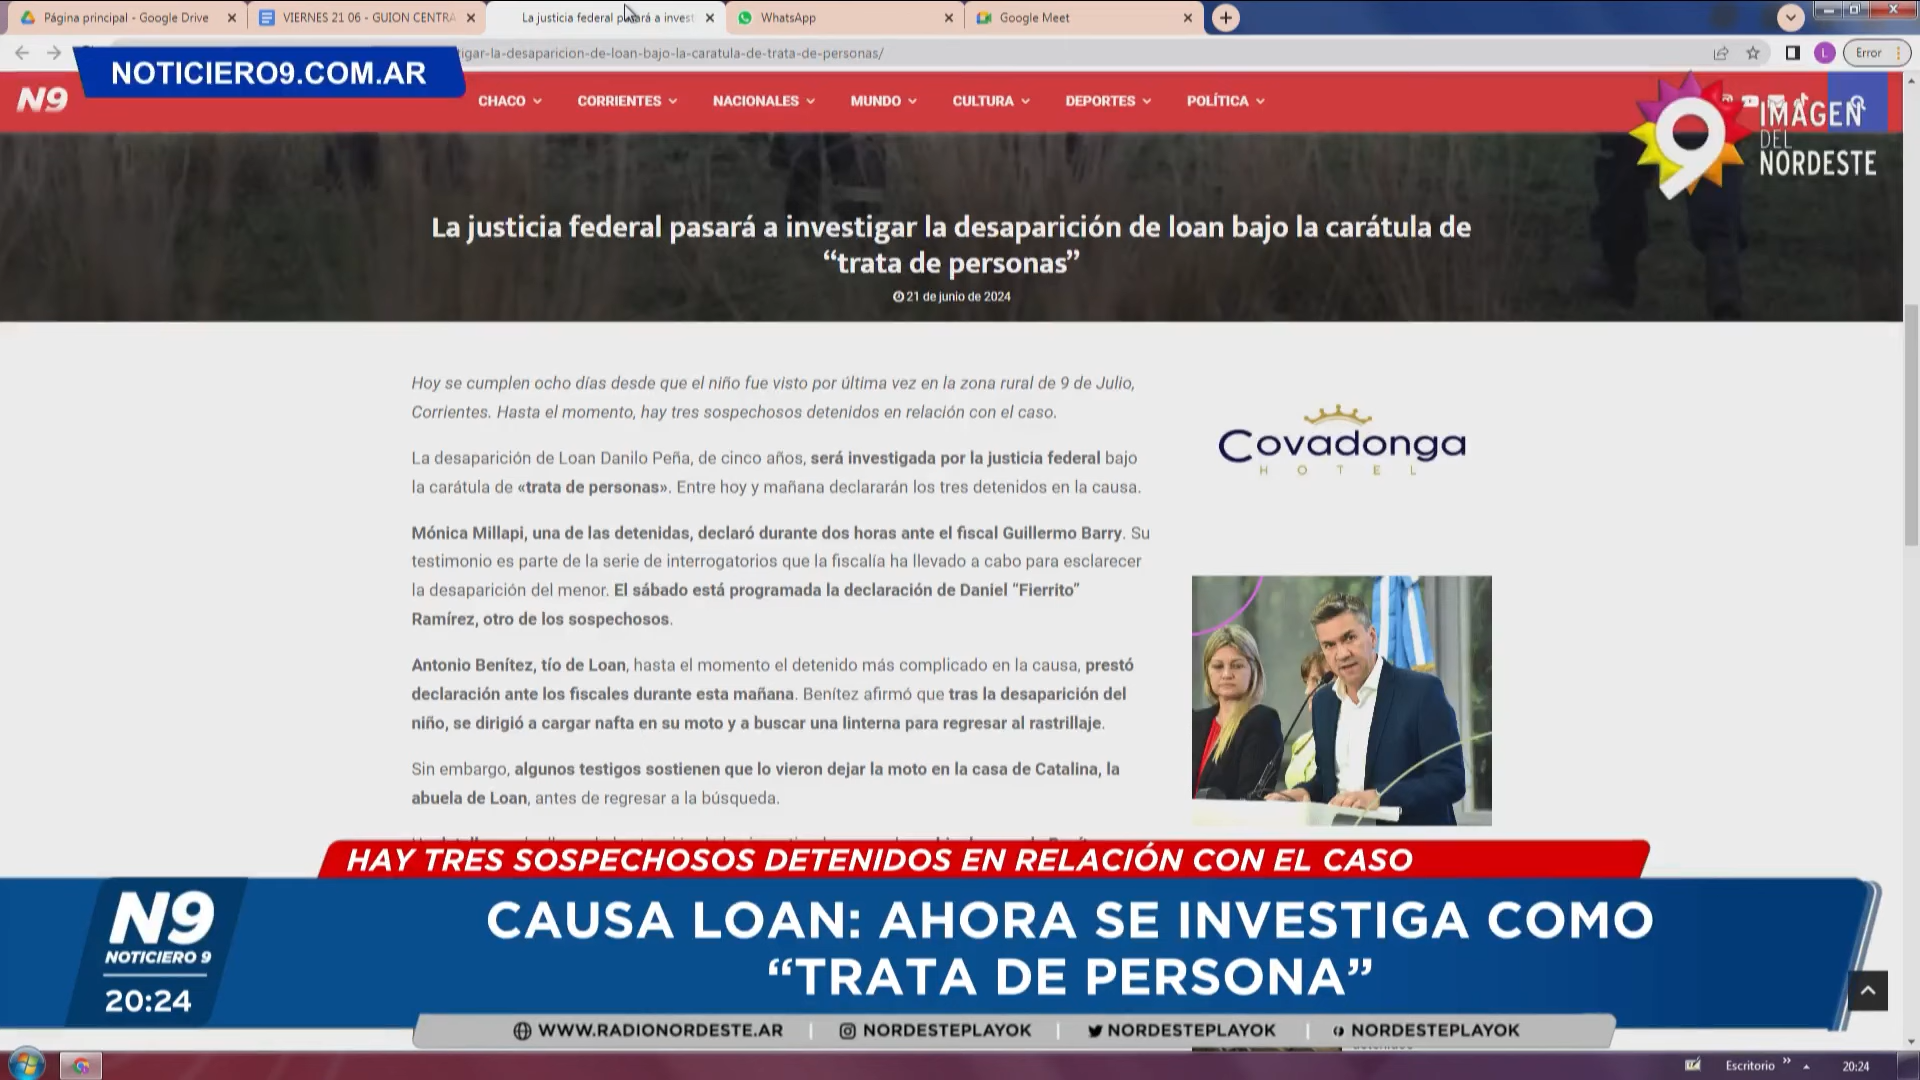 Página principal - Google Drive
VIERNES 21 06 - GUION CENTRA
La justicia federal pasará a invest
WhatsApp
Google Meet
igar-la-desaparicion-de-loan-bajo-la-caratula-de-trata-de-personas/
L
Error
NOTICIERO9.COM.AR
N9
CHACO
CORRIENTES
NACIONALES
MUNDO
CULTURA
DEPORTES
POLÍTICA
9
IMAGEN
DEL
NORDESTE
La justicia federal pasará a investigar la desaparición de loan bajo la carátula de
“trata de personas”
21 de junio de 2024
Hoy se cumplen ocho días desde que el niño fue visto por última vez en la zona rural de 9 de Julio,
Corrientes. Hasta el momento, hay tres sospechosos detenidos en relación con el caso.
La desaparición de Loan Danilo Peña, de cinco años, será investigada por la justicia federal bajo
la carátula de «trata de personas». Entre hoy y mañana declararán los tres detenidos en la causa.
Mónica Millapi, una de las detenidas, declaró durante dos horas ante el fiscal Guillermo Barry. Su
testimonio es parte de la serie de interrogatorios que la fiscalía ha llevado a cabo para esclarecer
la desaparición del menor. El sábado está programada la declaración de Daniel “Fierrito”
Ramírez, otro de los sospechosos.
Antonio Benítez, tío de Loan, hasta el momento el detenido más complicado en la causa, prestó
declaración ante los fiscales durante esta mañana. Benítez afirmó que tras la desaparición del
niño, se dirigió a cargar nafta en su moto y a buscar una linterna para regresar al rastrillaje.
Sin embargo, algunos testigos sostienen que lo vieron dejar la moto en la casa de Catalina, la
abuela de Loan, antes de regresar a la búsqueda.
Covadonga
HOTEL
HAY TRES SOSPECHOSOS DETENIDOS EN RELACIÓN CON EL CASO
CAUSA LOAN: AHORA SE INVESTIGA COMO
“TRATA DE PERSONA”
N9
NOTICIERO 9
20:24
WWW.RADIONORDESTE.AR
NORDESTEPLAYOK
NORDESTEPLAYOK
NORDESTEPLAYOK
Escritorio
20:24